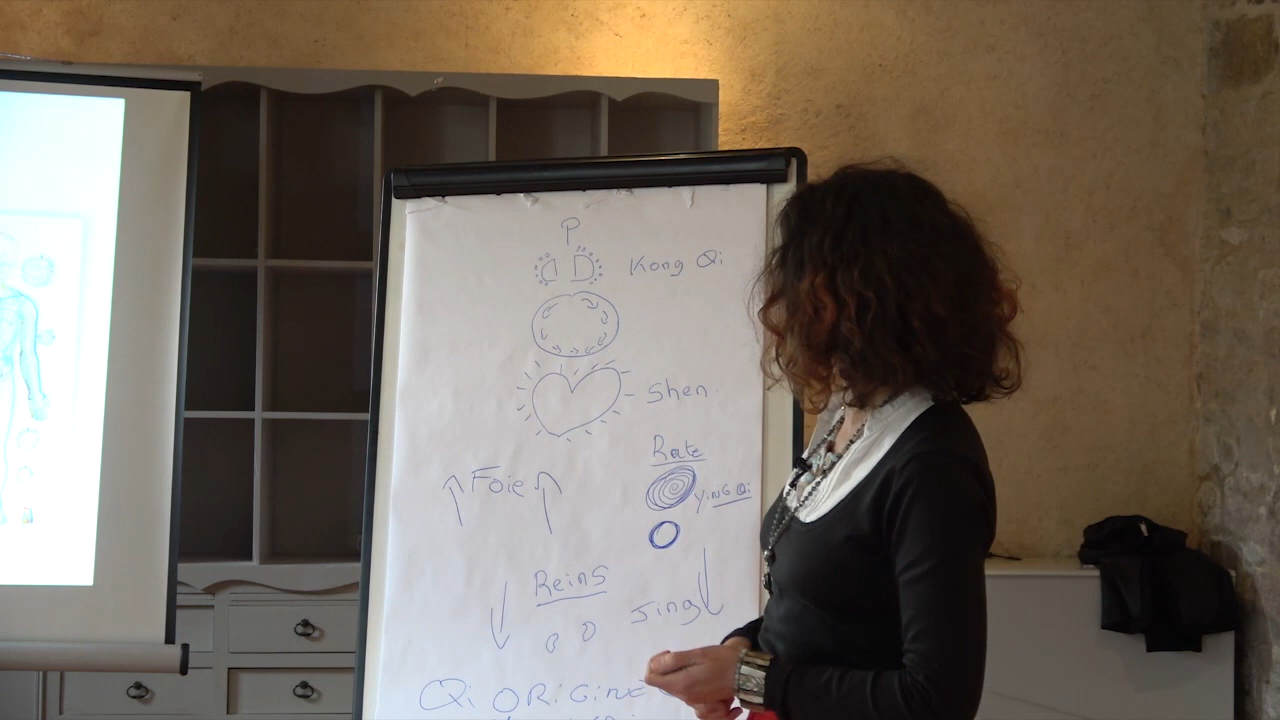 P
Kong Qi
Shen
Rate
Foie
YiNG Qi
Reins
Jing
Qi ORiGiNE